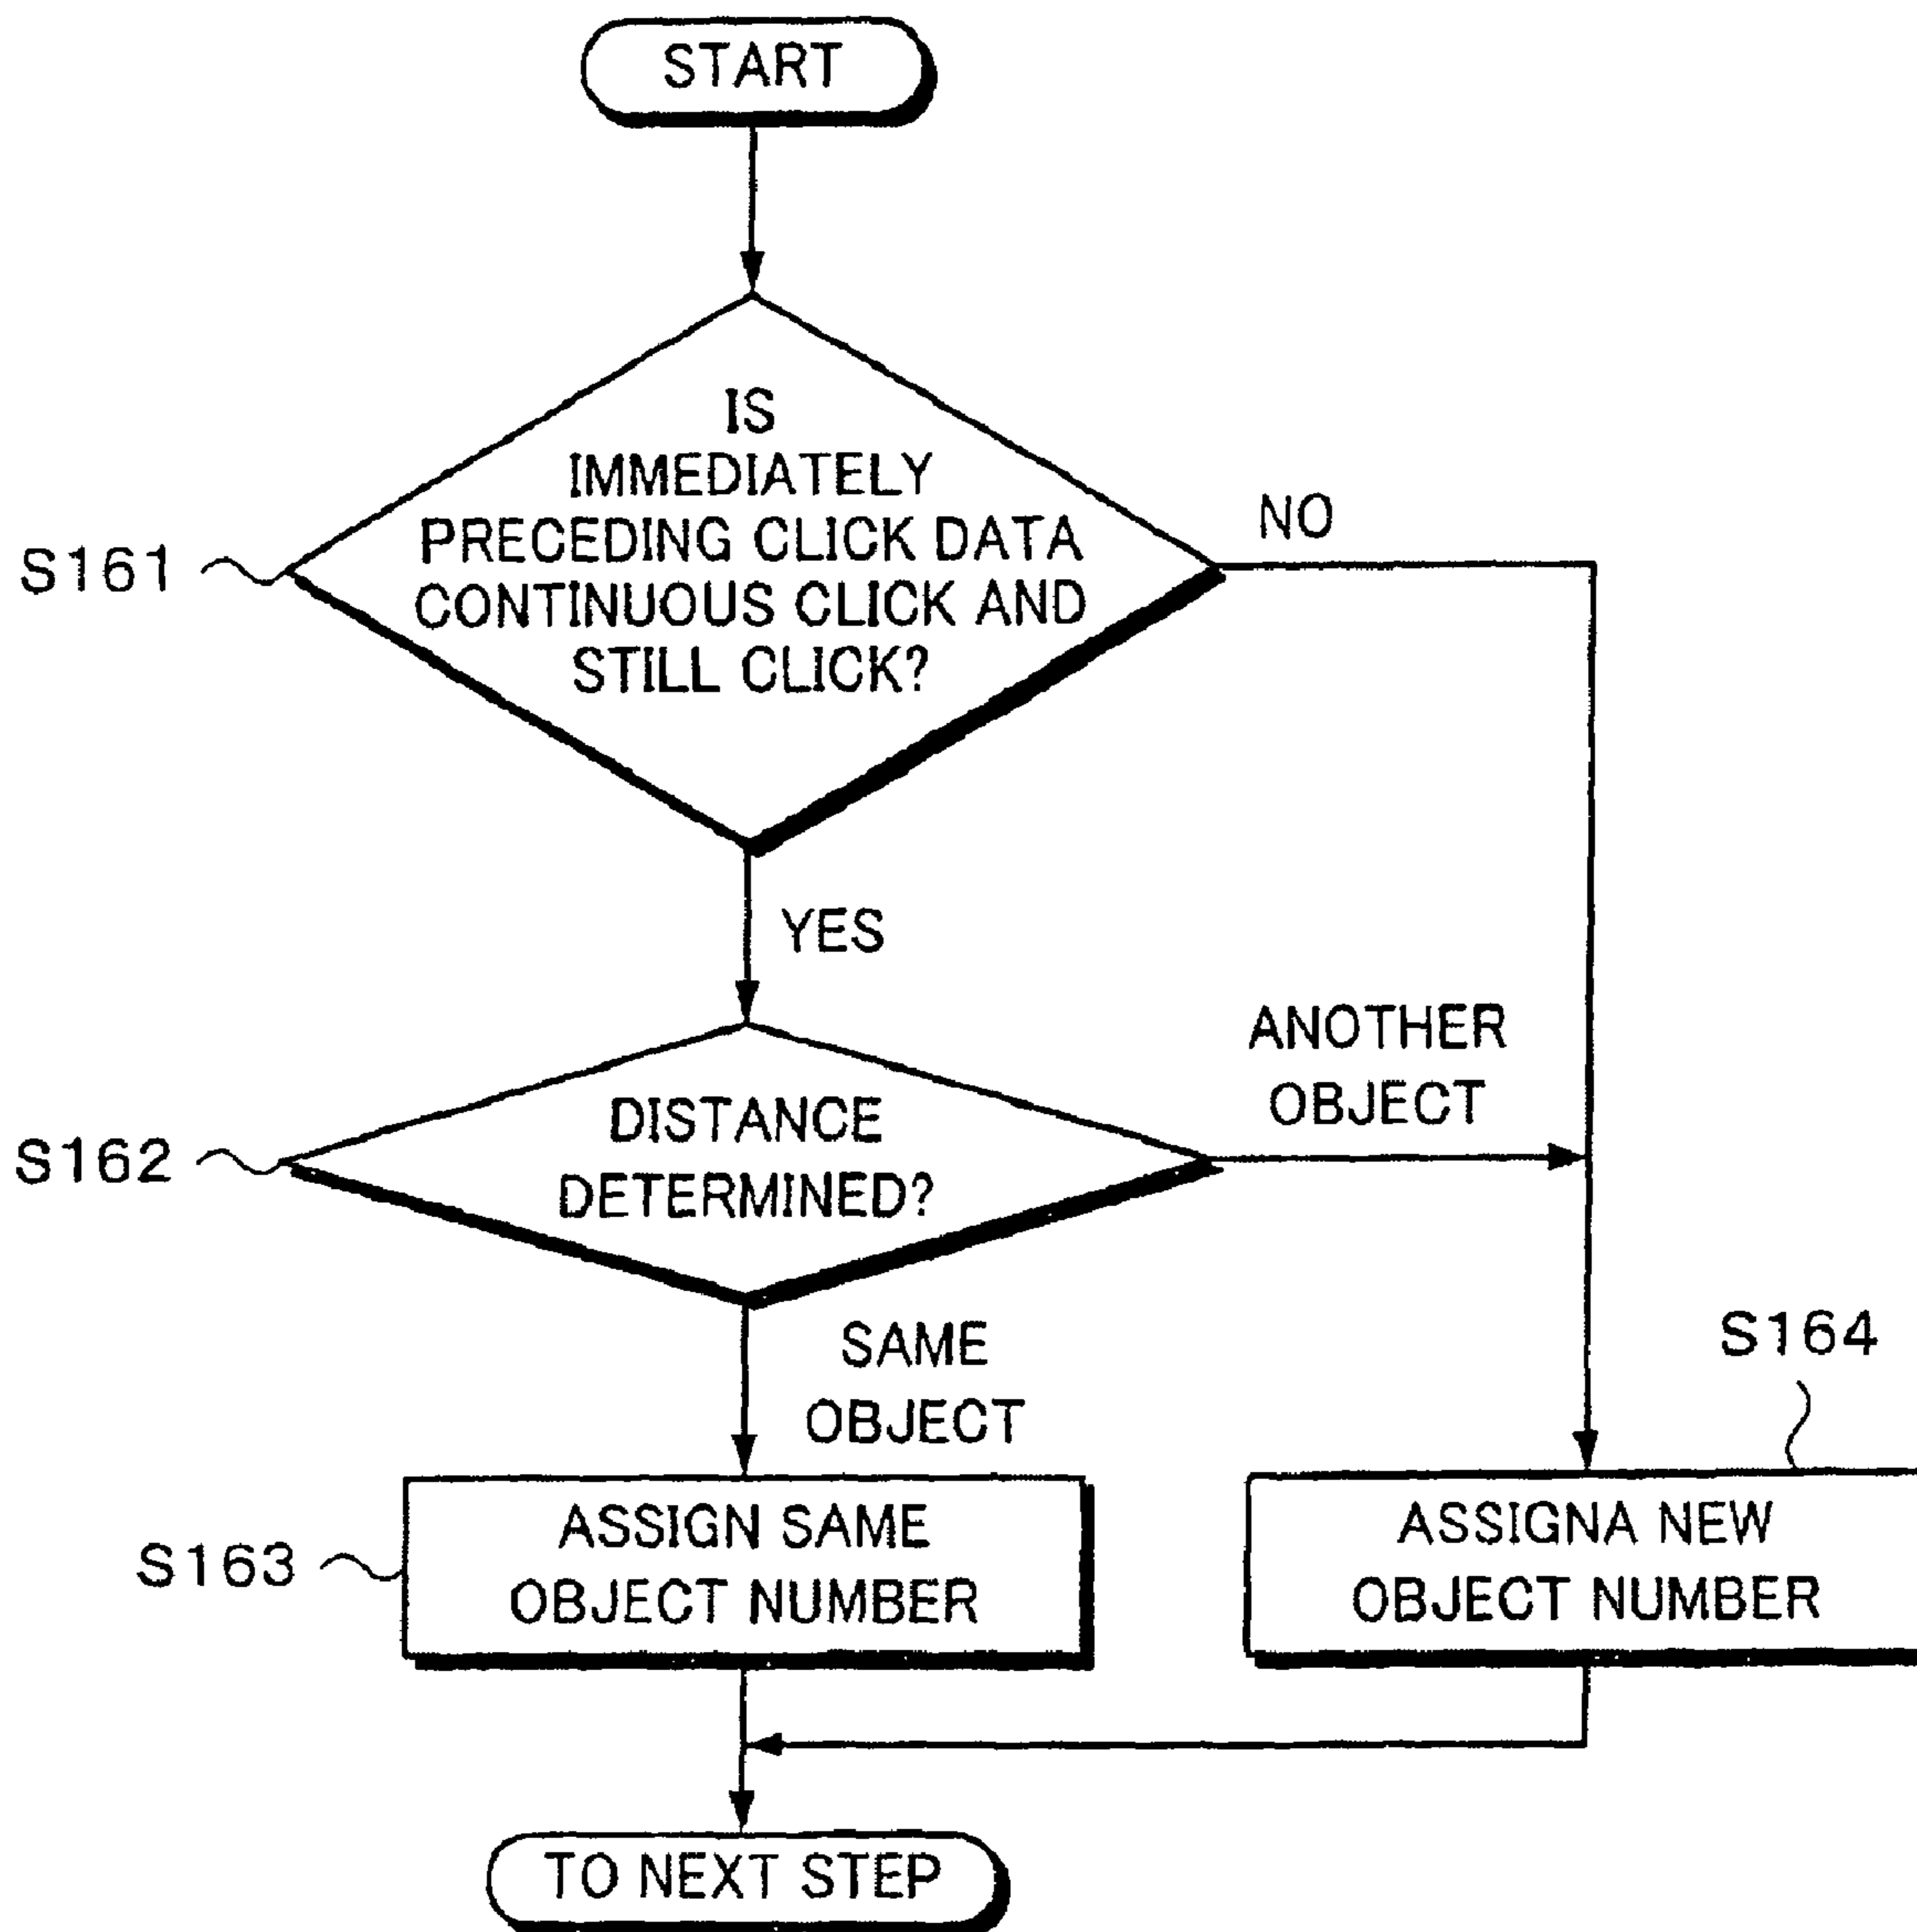 START
IS
IMMEDIATELY
PRECEDING CLICK DATA
CONTINUOUS CLICK AND
STILL CLICK?
S161
NO
YES
DISTANCE
DETERMINED?
S162
ANOTHER
OBJECT
SAME
OBJECT
S164
ASSIGN SAME
OBJECT NUMBER
S163
ASSIGNA NEW
OBJECT NUMBER
TO NEXT STEP